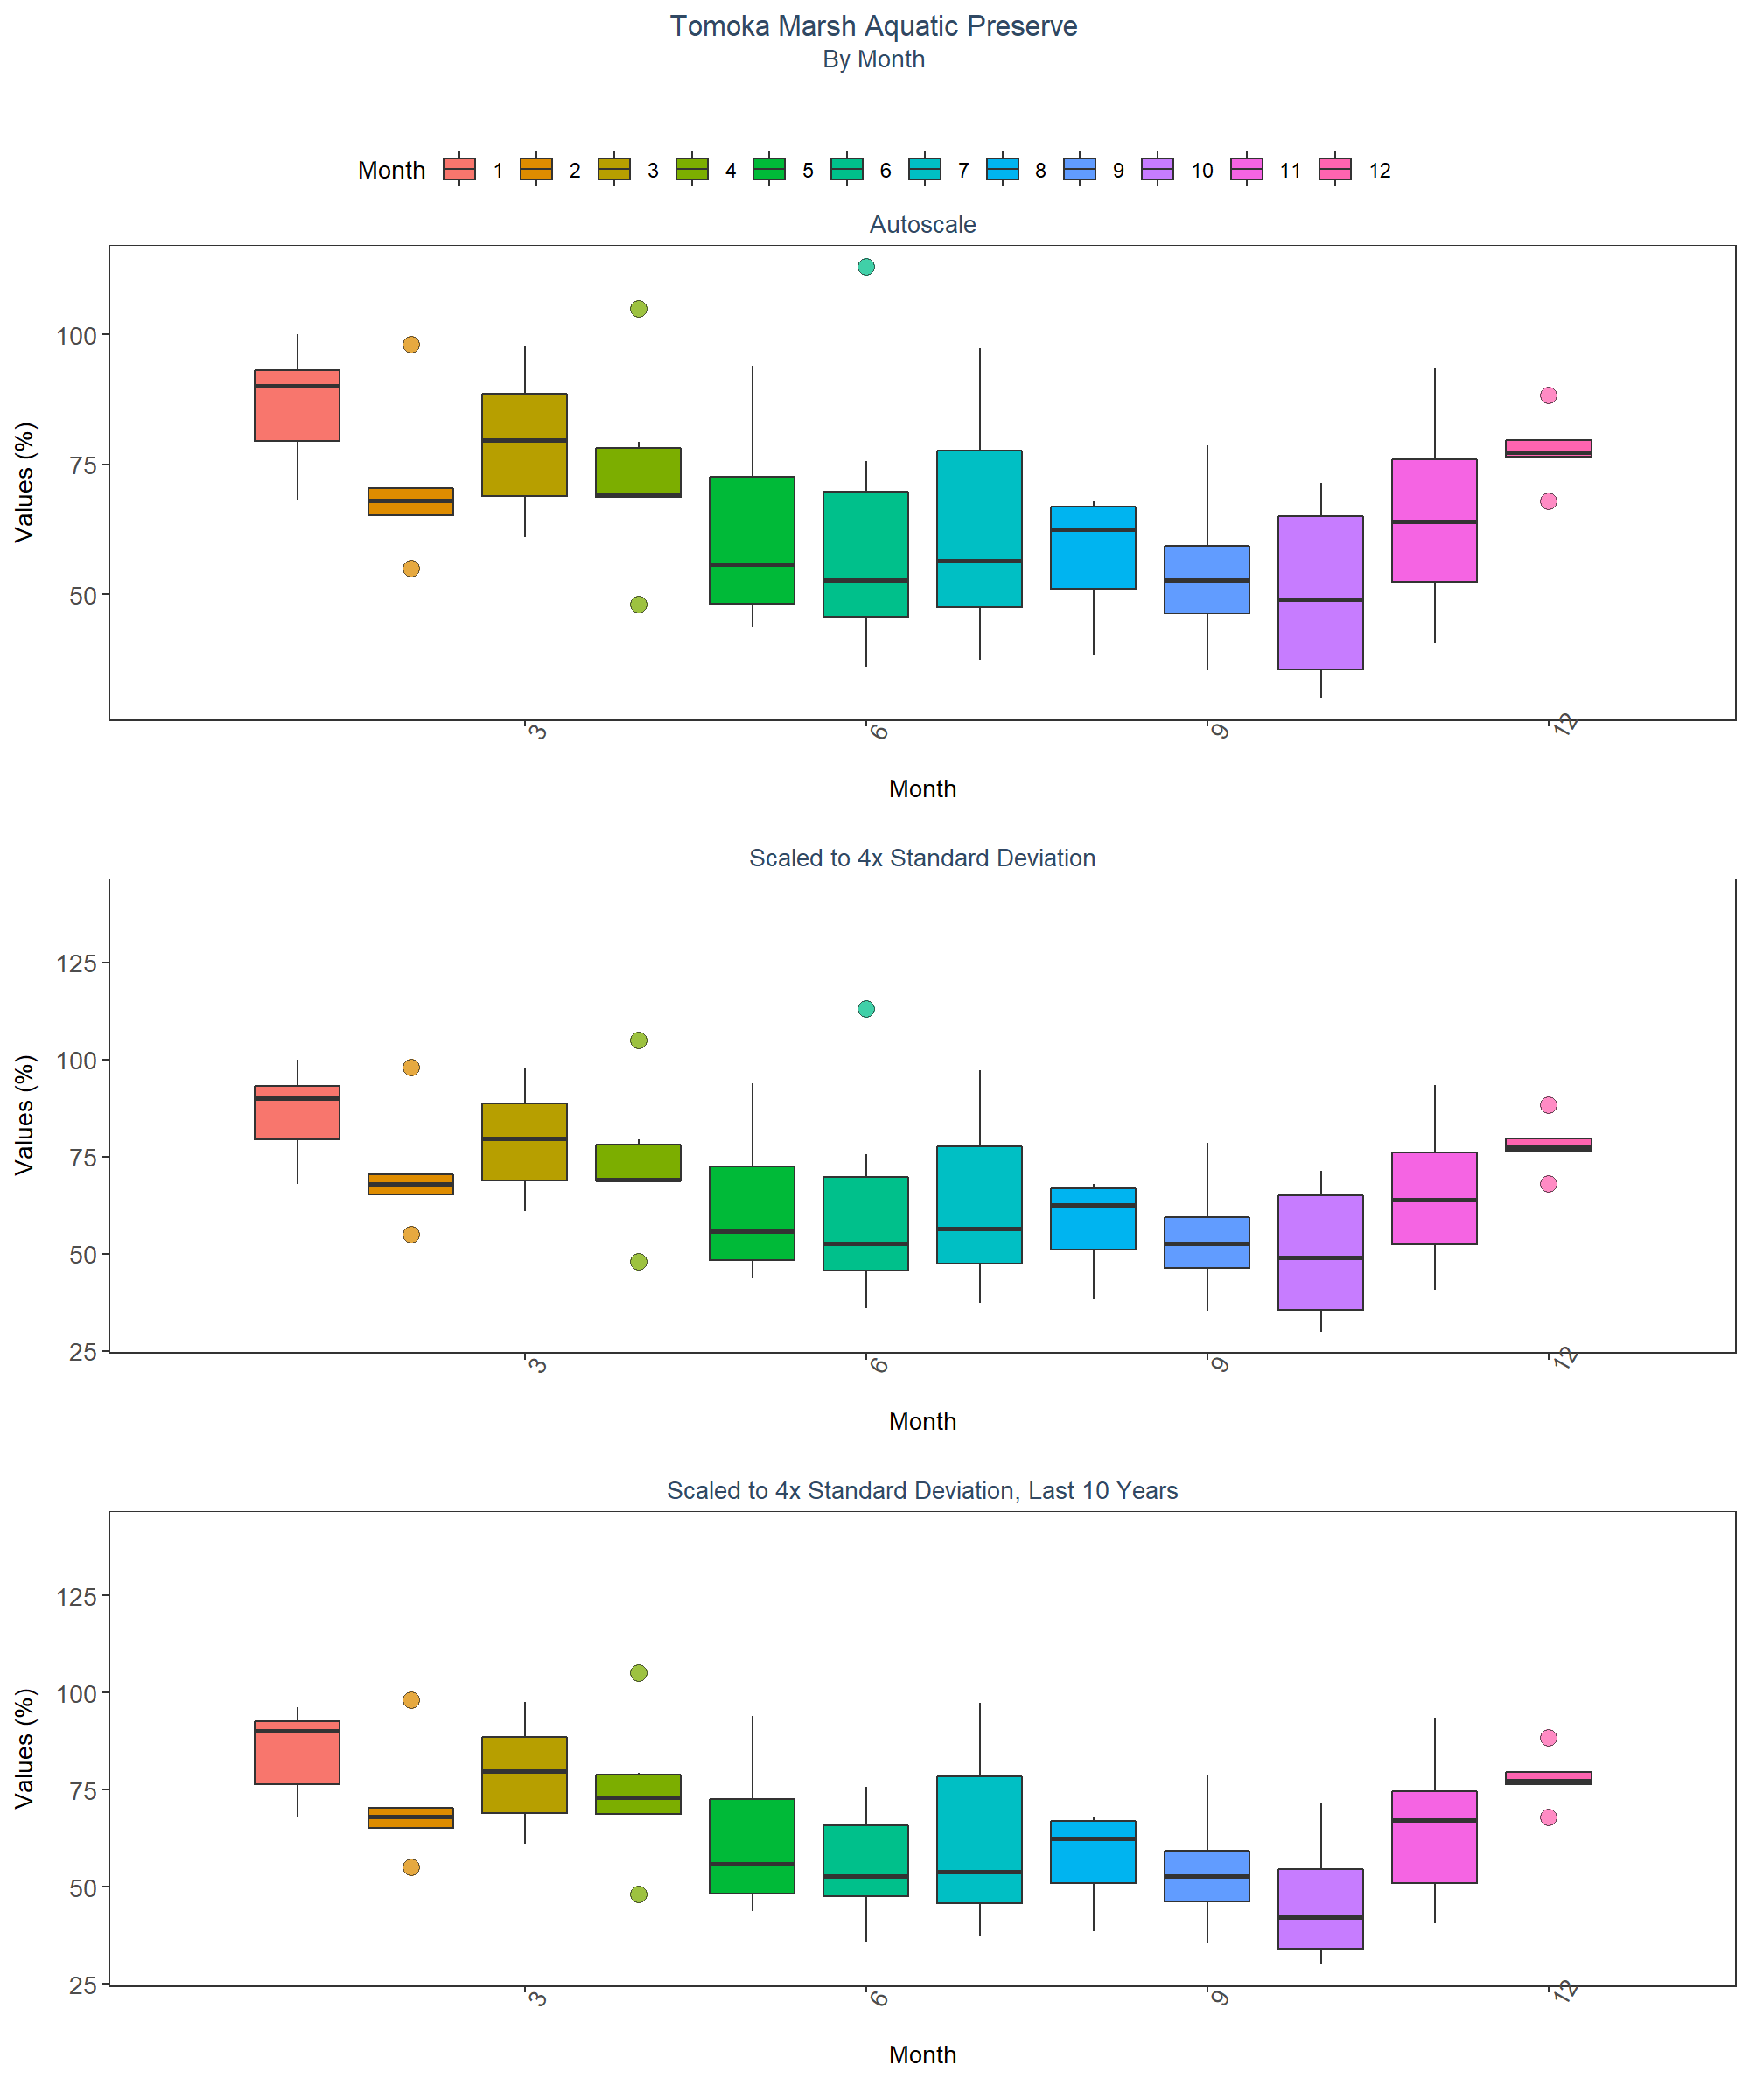 Tomoka Marsh Aquatic Preserve
By Month
Month 1 2 3 4 5 6 7 8 9 10 11 12
Autoscale
Values (%)
100
75
50
3 6 9 12
Month
Scaled to 4x Standard Deviation
Values (%)
125
100
75
50
25
3 6 9 12
Month
Scaled to 4x Standard Deviation, Last 10 Years
Values (%)
125
100
75
50
25
3 6 9 12
Month